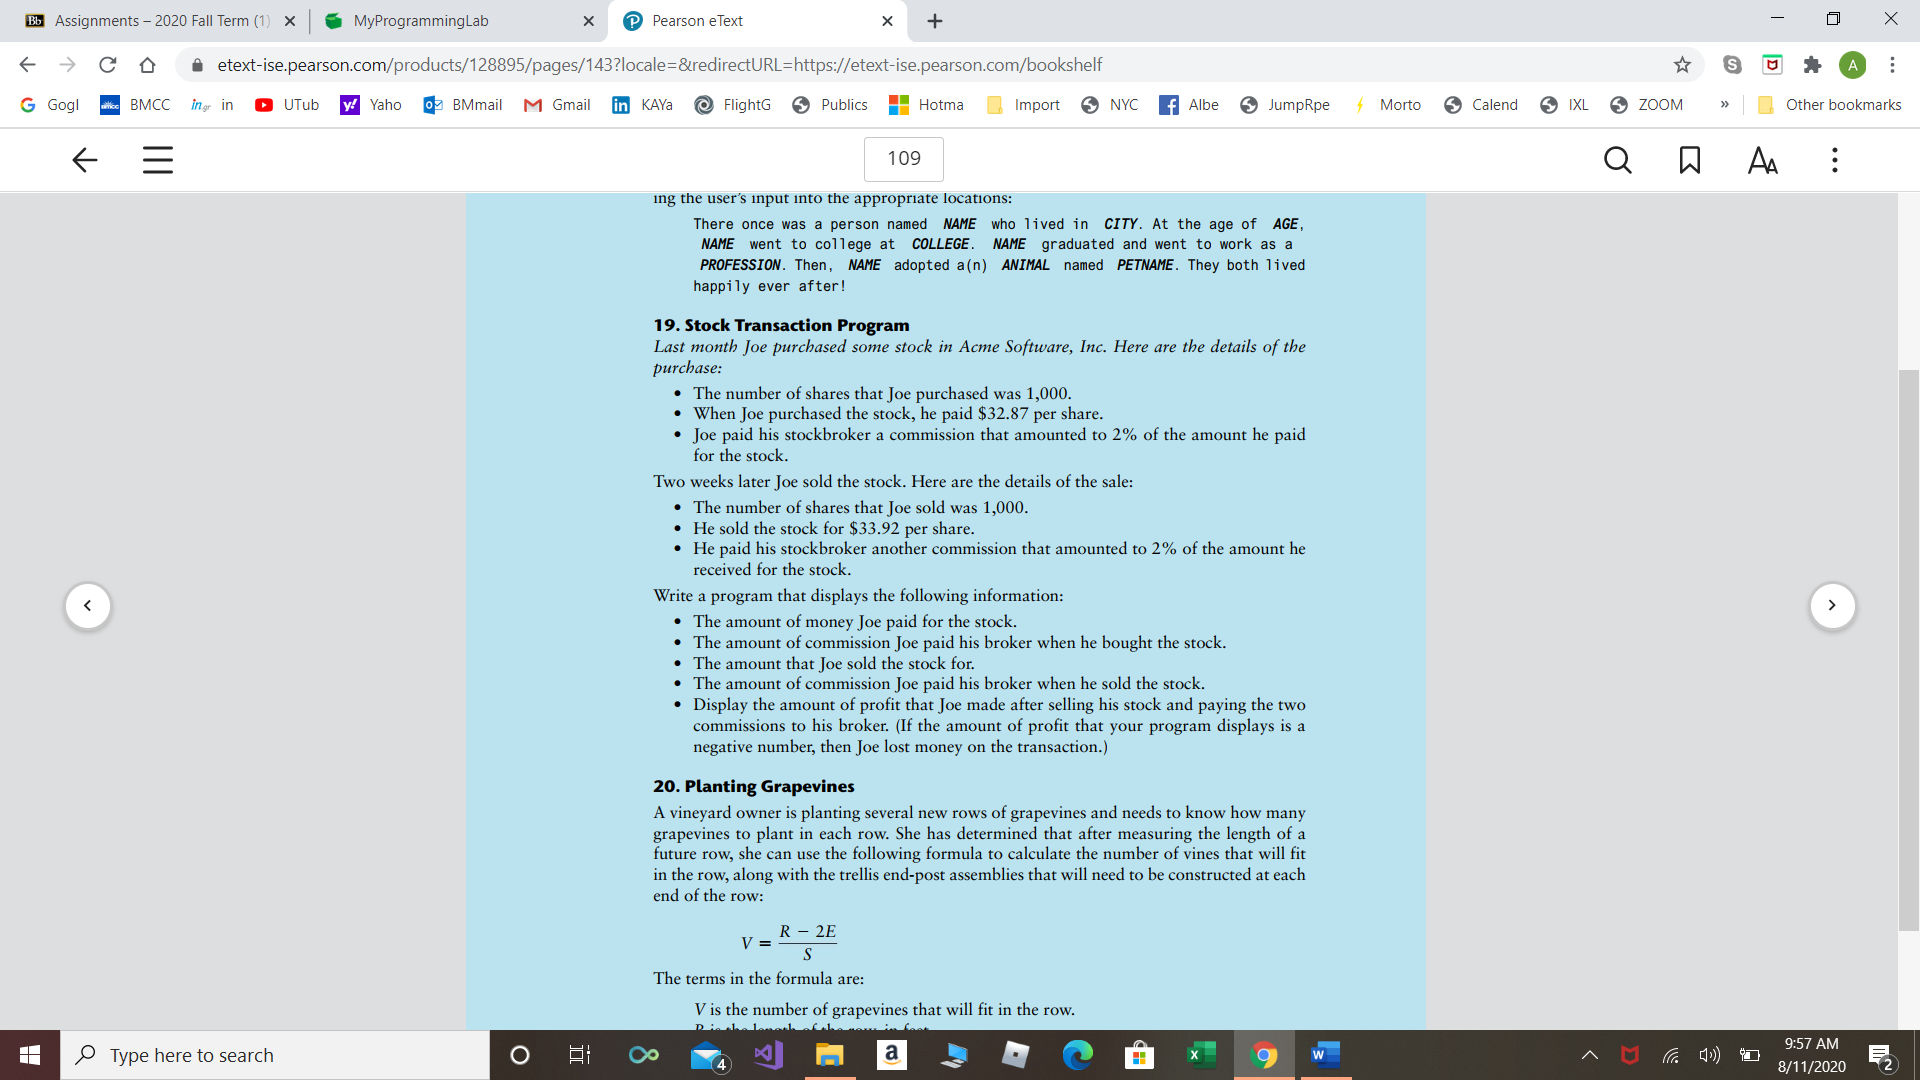 Assignments – 2020 Fall Term (1)
MyProgrammingLab
Pearson eText
etext-ise.pearson.com/products/128895/pages/143?locale=&redirectURL=https://etext-ise.pearson.com/bookshelf
A
Gogl BMCC in UTub Yaho BMmail Gmail KAYa FlightG Publics Hotma Import NYC Albe JumpRpe Morto Calend IXL ZOOM » Other bookmarks
109
ing the user's input into the appropriate locations:
There once was a person named NAME who lived in CITY. At the age of AGE,
NAME went to college at COLLEGE. NAME graduated and went to work as a
PROFESSION. Then, NAME adopted a(n) ANIMAL named PETNAME. They both lived
happily ever after!
19. Stock Transaction Program
Last month Joe purchased some stock in Acme Software, Inc. Here are the details of the
purchase:
• The number of shares that Joe purchased was 1,000.
• When Joe purchased the stock, he paid $32.87 per share.
• Joe paid his stockbroker a commission that amounted to 2% of the amount he paid
for the stock.
Two weeks later Joe sold the stock. Here are the details of the sale:
• The number of shares that Joe sold was 1,000.
• He sold the stock for $33.92 per share.
• He paid his stockbroker another commission that amounted to 2% of the amount he
received for the stock.
Write a program that displays the following information:
• The amount of money Joe paid for the stock.
• The amount of commission Joe paid his broker when he bought the stock.
• The amount that Joe sold the stock for.
• The amount of commission Joe paid his broker when he sold the stock.
• Display the amount of profit that Joe made after selling his stock and paying the two
commissions to his broker. (If the amount of profit that your program displays is a
negative number, then Joe lost money on the transaction.)
20. Planting Grapevines
A vineyard owner is planting several new rows of grapevines and needs to know how many
grapevines to plant in each row. She has determined that after measuring the length of a
future row, she can use the following formula to calculate the number of vines that will fit
in the row, along with the trellis end-post assemblies that will need to be constructed at each
end of the row:
V = R − 2E
S
The terms in the formula are:
V is the number of grapevines that will fit in the row.
R is the length of the row, in feet.
Type here to search
4
9:57 AM
8/11/2020
2